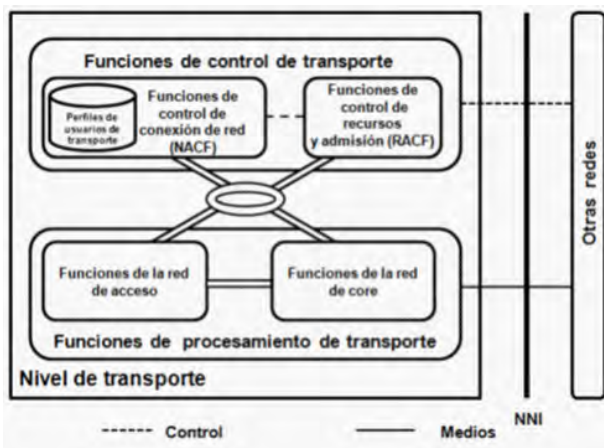 Funciones de control de transporte
Perfiles de
usuarios de
transporte
Funciones de
control de
conexión de red
(NACF)
Funciones de
control de
recursos
y admisión (RACF)
Funciones de la red
de acceso
Funciones de la red
de core
Funciones de procesamiento de transporte
Nivel de transporte
Otras redes
NNI
Control
Medios